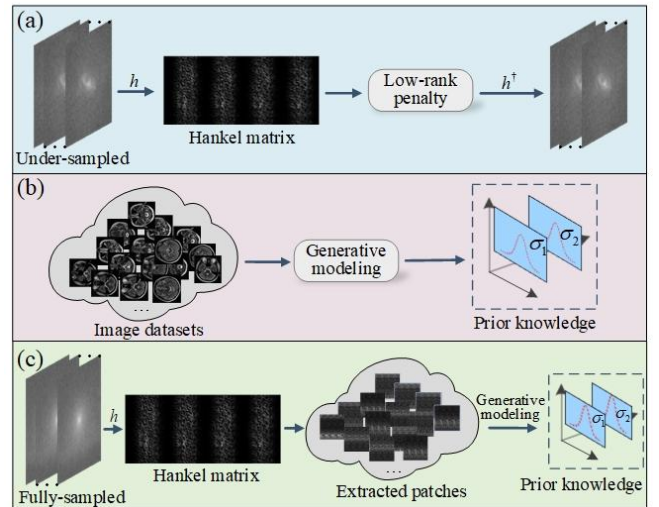 (a)
h
Hankel matrix
Low-rank
penalty
h†
Under-sampled
(b)
...
Image datasets
Generative
modeling
σ1
σ2
Prior knowledge
(c)
h
Fully-sampled
Hankel matrix
...
Extracted patches
Generative
modeling
σ1
σ2
Prior knowledge